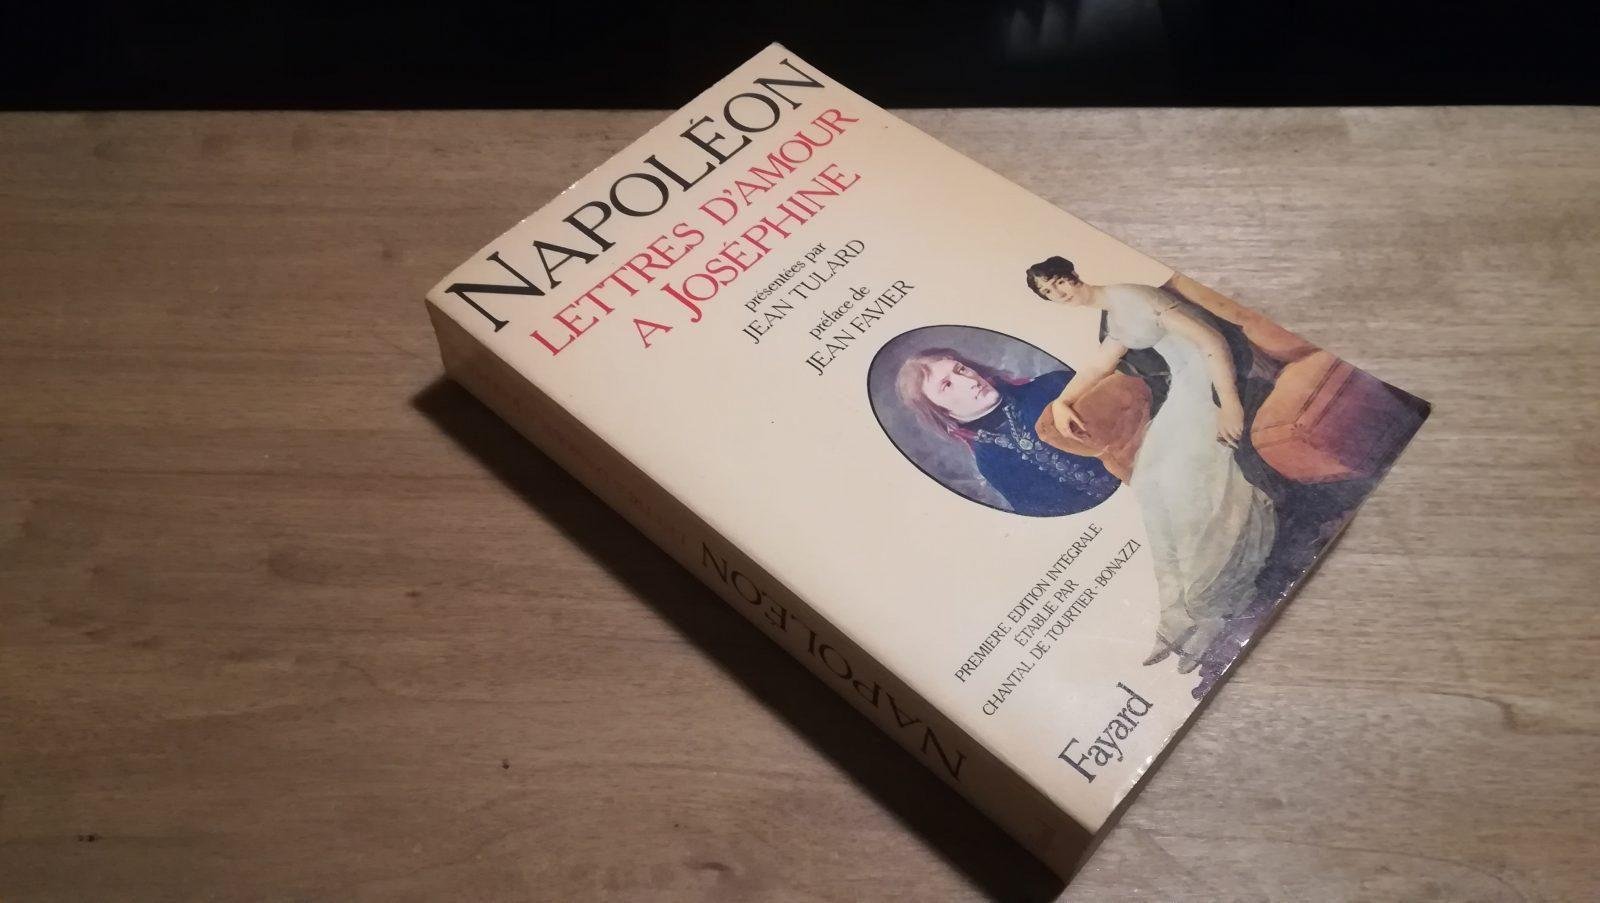 NAPOLÉON
LETTRES D'AMOUR
A JOSÉPHINE
présentées par
JEAN TULARD
préface de
JEAN FAVIER
PREMIERE EDITION INTÉGRALE
ÉTABLIE PAR
CHANTAL DE TOURTIER-BONAZZI
Fayard
NAPOLÉON